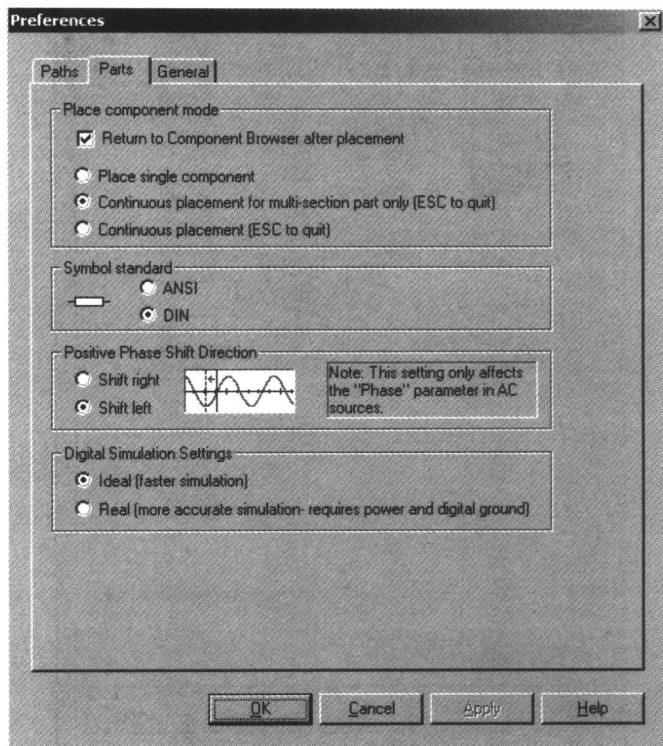 Preferences
Paths Parts General
Place component mode
Return to Component Browser after placement
Place single component
Continuous placement for multi-section part only (ESC to quit)
Continuous placement (ESC to quit)
Symbol standard
ANSI
DIN
Positive Phase Shift Direction
Shift right
Shift left
Note: This setting only affects
the "Phase" parameter in AC
sources.
Digital Simulation Settings
Ideal (faster simulation)
Real (more accurate simulation- requires power and digital ground)
OK Cancel Apply Help